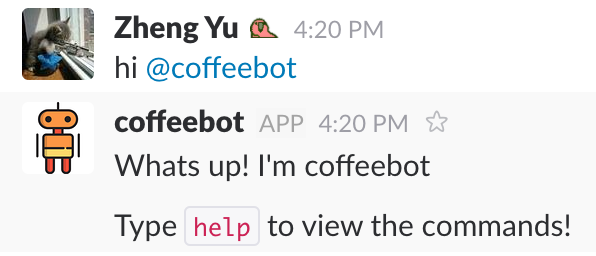 Zheng Yu 4:20 PM
hi @coffeebot
coffeebot APP 4:20 PM
Whats up! I'm coffeebot
Type help to view the commands!